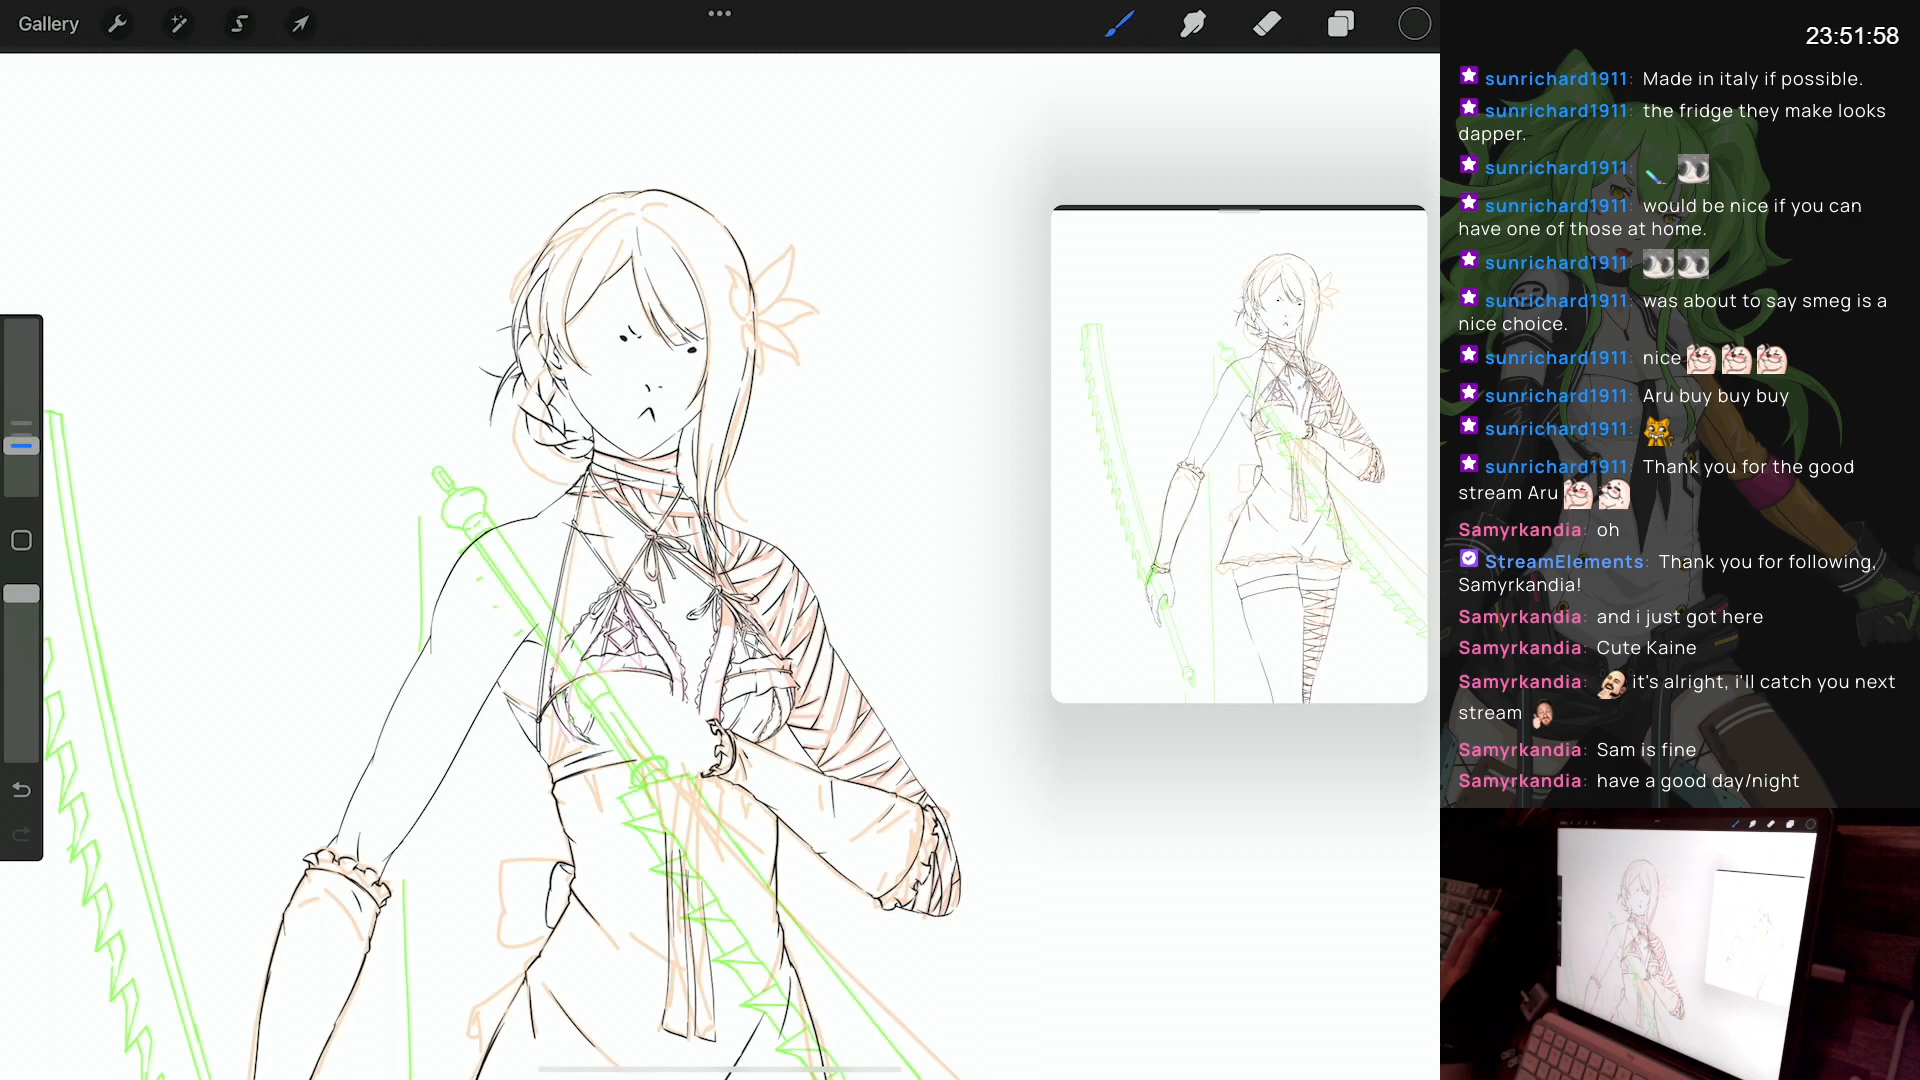 Gallery
23:51:58
sunrichard1911: Made in italy if possible.
sunrichard1911: the fridge they make looks
dapper.
sunrichard1911:
sunrichard1911: would be nice if you can
have one of those at home.
sunrichard1911:
sunrichard1911: was about to say smeg is a
nice choice.
sunrichard1911: nice
sunrichard1911: Aru buy buy buy
sunrichard1911:
sunrichard1911: Thank you for the good
stream Aru
Samyrkandia: oh
StreamElements: Thank you for following,
Samyrkandia!
Samyrkandia: and i just got here
Samyrkandia: Cute Kaine
Samyrkandia: it's alright, i'll catch you next
stream
Samyrkandia: Sam is fine
Samyrkandia: have a good day/night